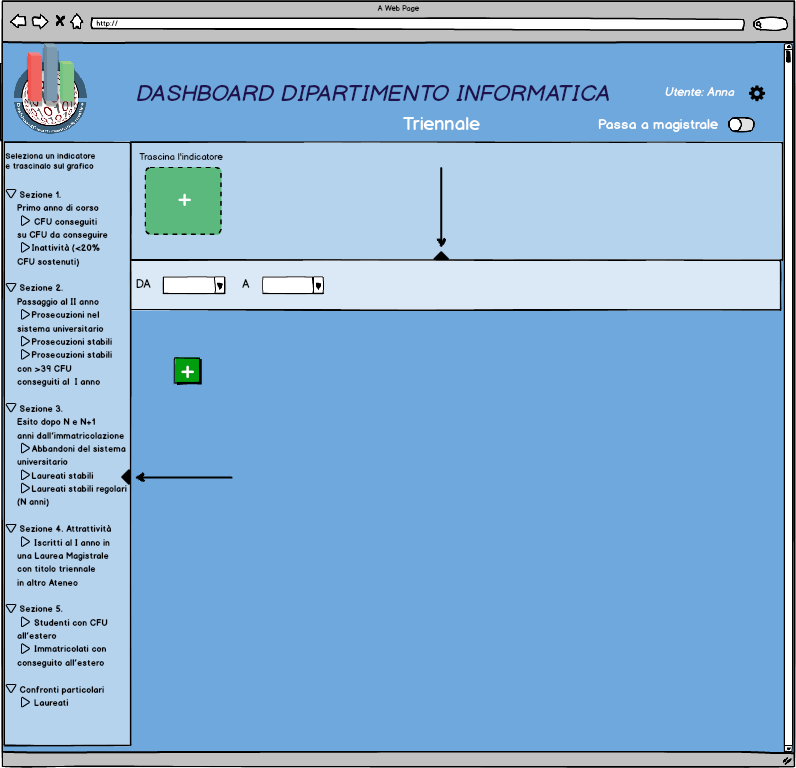 A Web Page
http://
DASHBOARD DIPARTIMENTO INFORMATICA
Utente: Anna
Triennale
Passa a magistrale
Seleziona un indicatore
e trascinalo sul grafico
Sezione 1.
Primo anno di corso
CFU conseguiti
su CFU da conseguire
Inattività (<20%
CFU sostenuti)
Sezione 2.
Passaggio al II anno
Prosecuzioni nel
sistema universitario
Prosecuzioni stabili
Prosecuzioni stabili
con >39 CFU
conseguiti al I anno
Sezione 3.
Esito dopo N e N+1
anni dall'immatricolazione
Abbandoni del sistema
universitario
Laureati stabili
Laureati stabili regolari
(N anni)
Sezione 4. Attrattività
Iscritti al I anno in
una Laurea Magistrale
con titolo triennale
in altro Ateneo
Sezione 5.
Studenti con CFU
all'estero
Immatricolati con
conseguito all'estero
Confronti particolari
Laureati
Trascina l'indicatore
+
DA
A
+